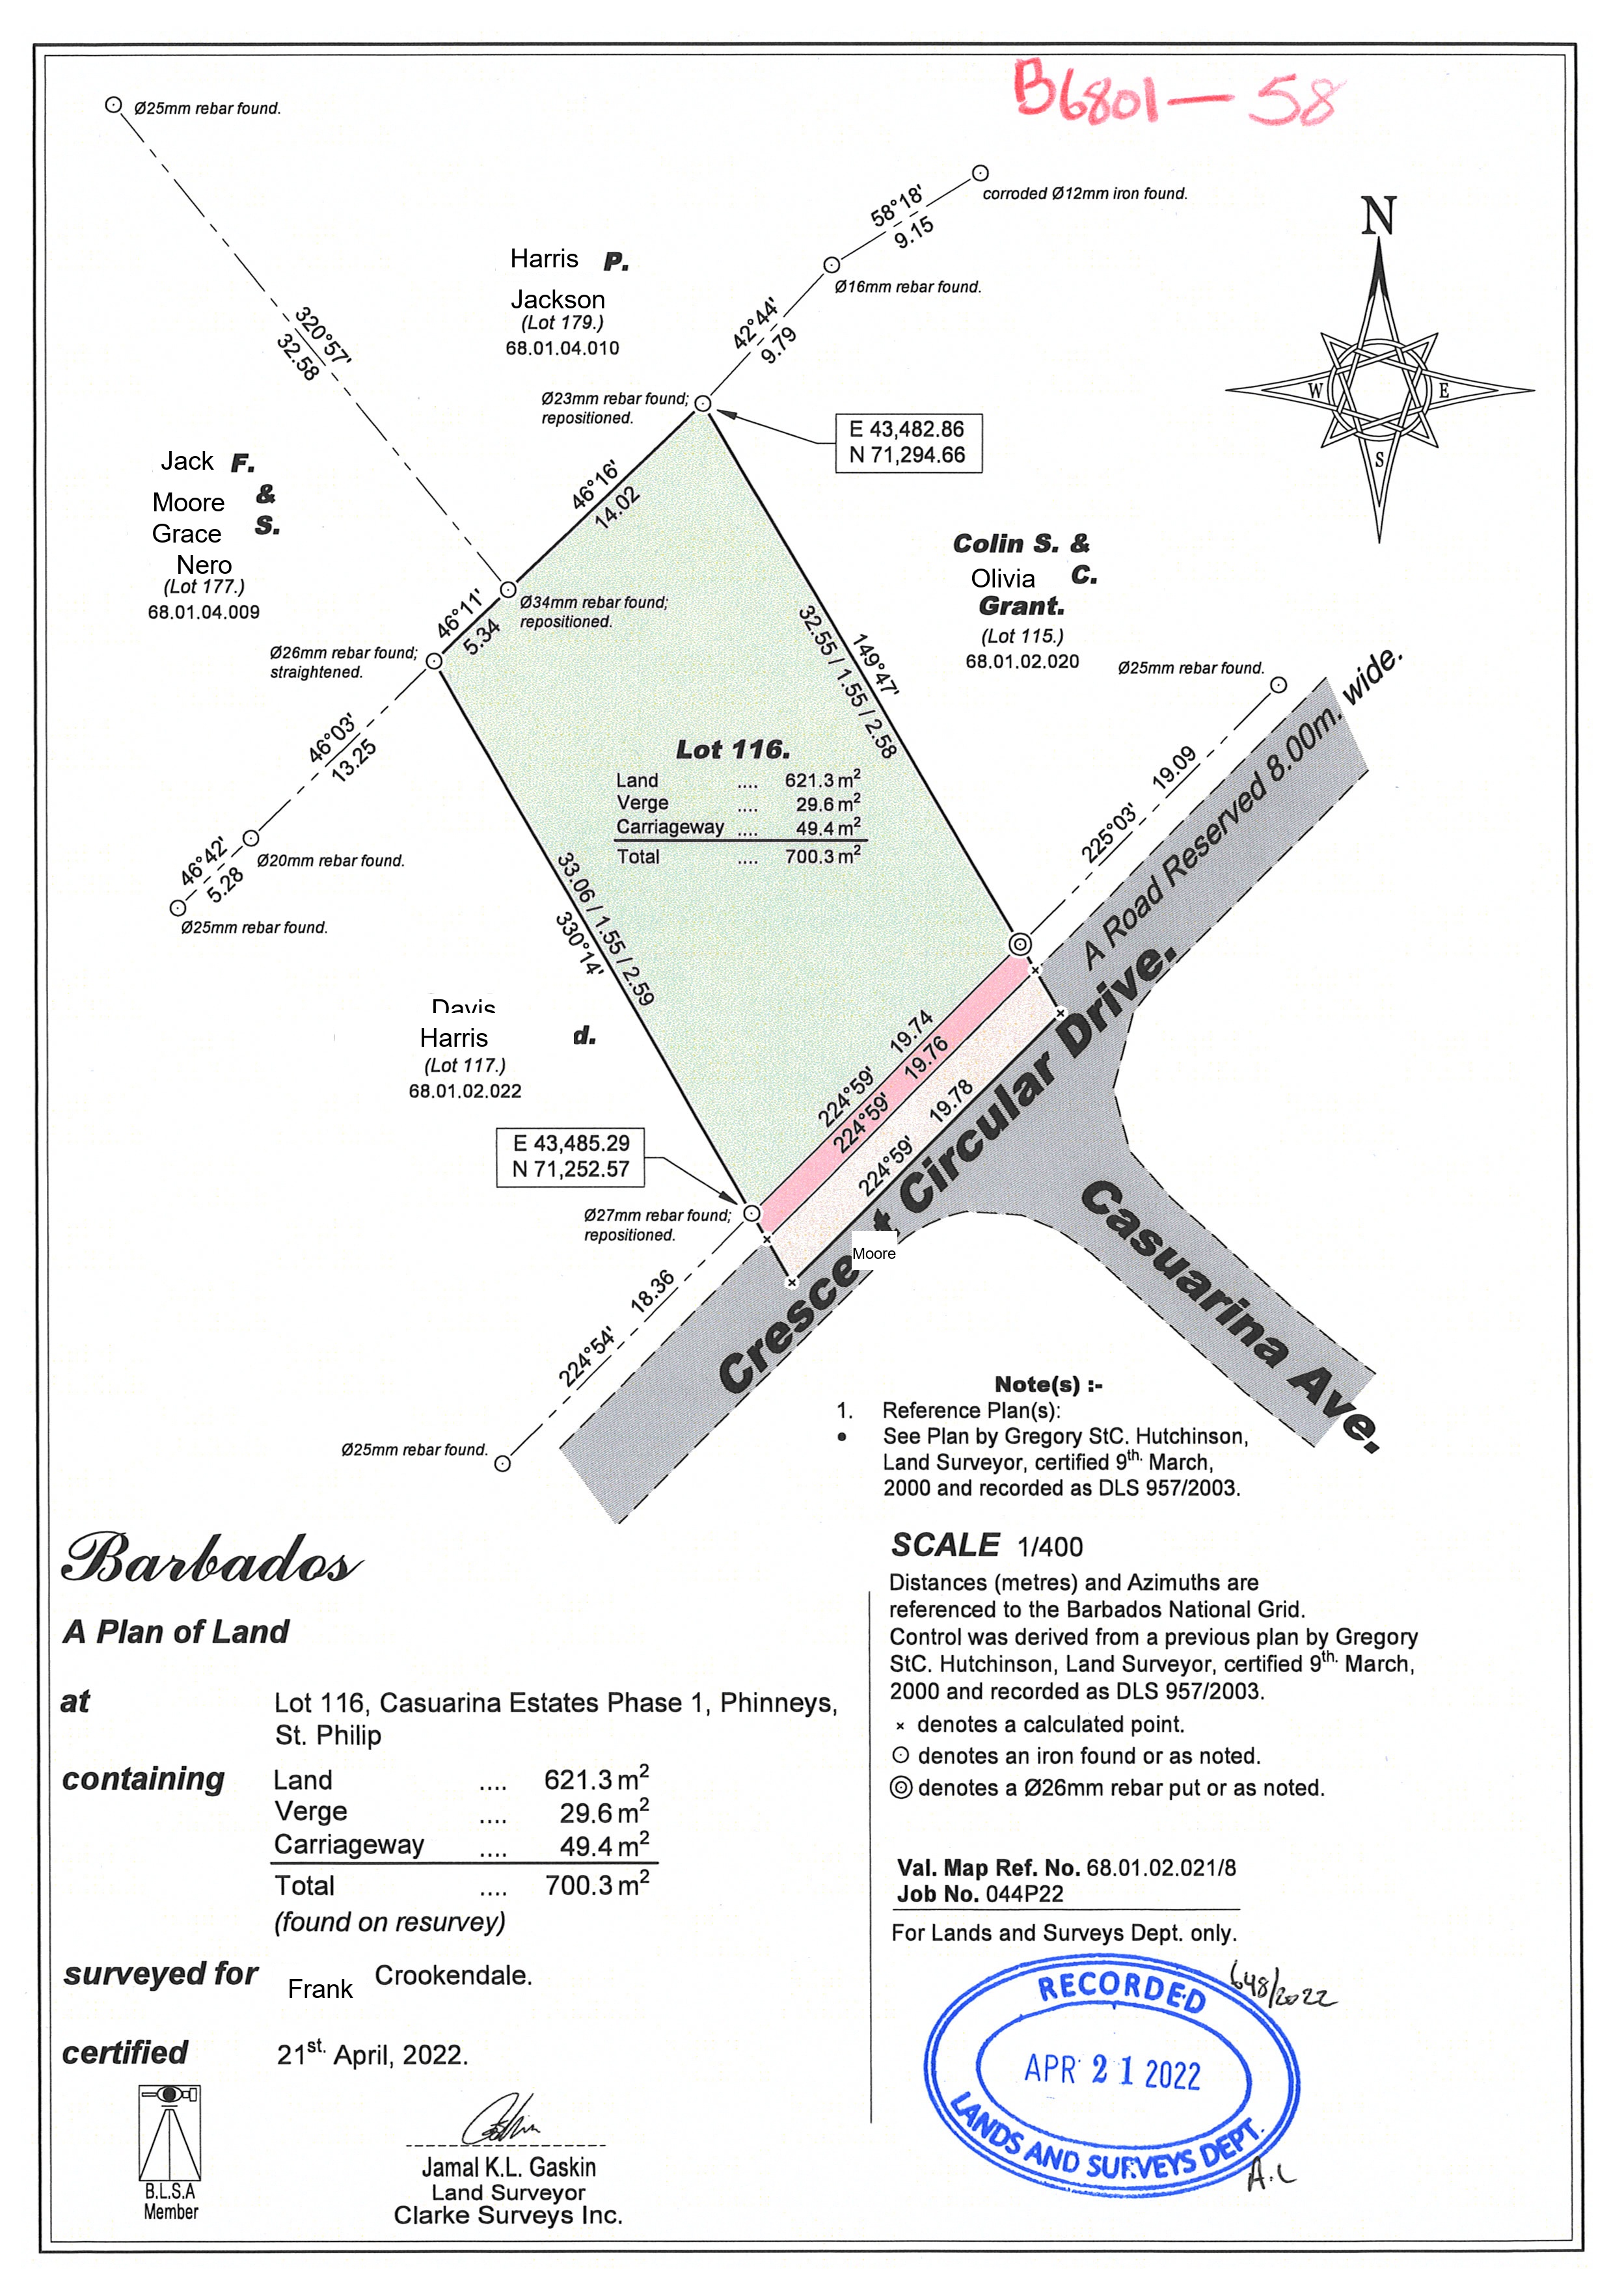 B6801-58
Ø25mm rebar found.
corroded Ø12mm iron found.
58°18'
9.15
Ø16mm rebar found.
42°44'
9.79
N
W
E
S
320°57'
32.58
Harris P.
Jackson
(Lot 179.)
68.01.04.010
Ø23mm rebar found;
repositioned.
E 43,482.86
N 71,294.66
Jack F.
&
Moore
Grace S.
Nero
(Lot 177.)
68.01.04.009
46°16'
14.02
46°11'
5.34
Ø34mm rebar found;
repositioned.
Ø26mm rebar found;
straightened.
Colin S. &
Olivia C.
Grant.
(Lot 115.)
68.01.02.020
149°47'
32.55 / 1.55 / 2.58
Ø25mm rebar found.
46°03'
13.25
46°42'
5.28
Ø20mm rebar found.
Ø25mm rebar found.
Lot 116.
Land .... 621.3 m²
Verge .... 29.6 m²
Carriageway .... 49.4 m²
Total .... 700.3 m²
33.06 / 1.55 / 2.59
330°14'
225°03' 19.09
A Road Reserved 8.00m. wide.
Davis
Harris d.
(Lot 117.)
68.01.02.022
224°59' 19.74
224°59' 19.76
224°59' 19.78
E 43,485.29
N 71,252.57
Ø27mm rebar found;
repositioned.
Circular Drive.
Moore
Casuarina Ave.
224°54' 18.36
Ø25mm rebar found.
Note(s) :-
1. Reference Plan(s):
• See Plan by Gregory StC. Hutchinson,
Land Surveyor, certified 9th. March,
2000 and recorded as DLS 957/2003.
Barbados
A Plan of Land
at Lot 116, Casuarina Estates Phase 1, Phinneys,
St. Philip
containing Land .... 621.3 m²
Verge .... 29.6 m²
Carriageway .... 49.4 m²
Total .... 700.3 m²
(found on resurvey)
surveyed for Frank Crookendale.
certified 21st. April, 2022.
B.L.S.A
Member
Jamal K.L. Gaskin
Land Surveyor
Clarke Surveys Inc.
SCALE 1/400
Distances (metres) and Azimuths are
referenced to the Barbados National Grid.
Control was derived from a previous plan by Gregory
StC. Hutchinson, Land Surveyor, certified 9th. March,
2000 and recorded as DLS 957/2003.
× denotes a calculated point.
⊙ denotes an iron found or as noted.
◎ denotes a Ø26mm rebar put or as noted.
Val. Map Ref. No. 68.01.02.021/8
Job No. 044P22
For Lands and Surveys Dept. only.
648/2022
RECORDED
APR 21 2022
LANDS AND SURVEYS DEPT.
A.L